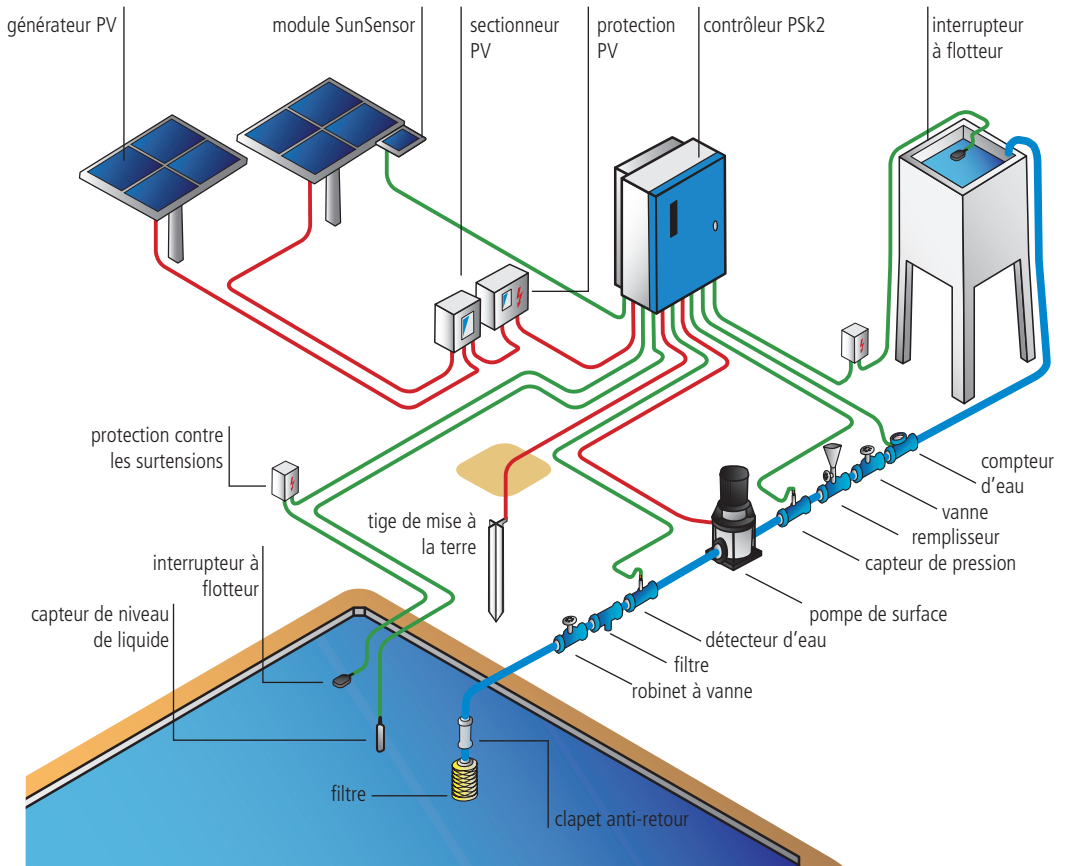 générateur PV
module SunSensor
sectionneur
PV
protection
PV
contrôleur PSk2
interrupteur
à flotteur
protection contre
les surtensions
tige de mise à
la terre
interrupteur à
flotteur
capteur de niveau
de liquide
compteur
d'eau
vanne
remplisseur
capteur de pression
pompe de surface
détecteur d'eau
filtre
robinet à vanne
filtre
clapet anti-retour